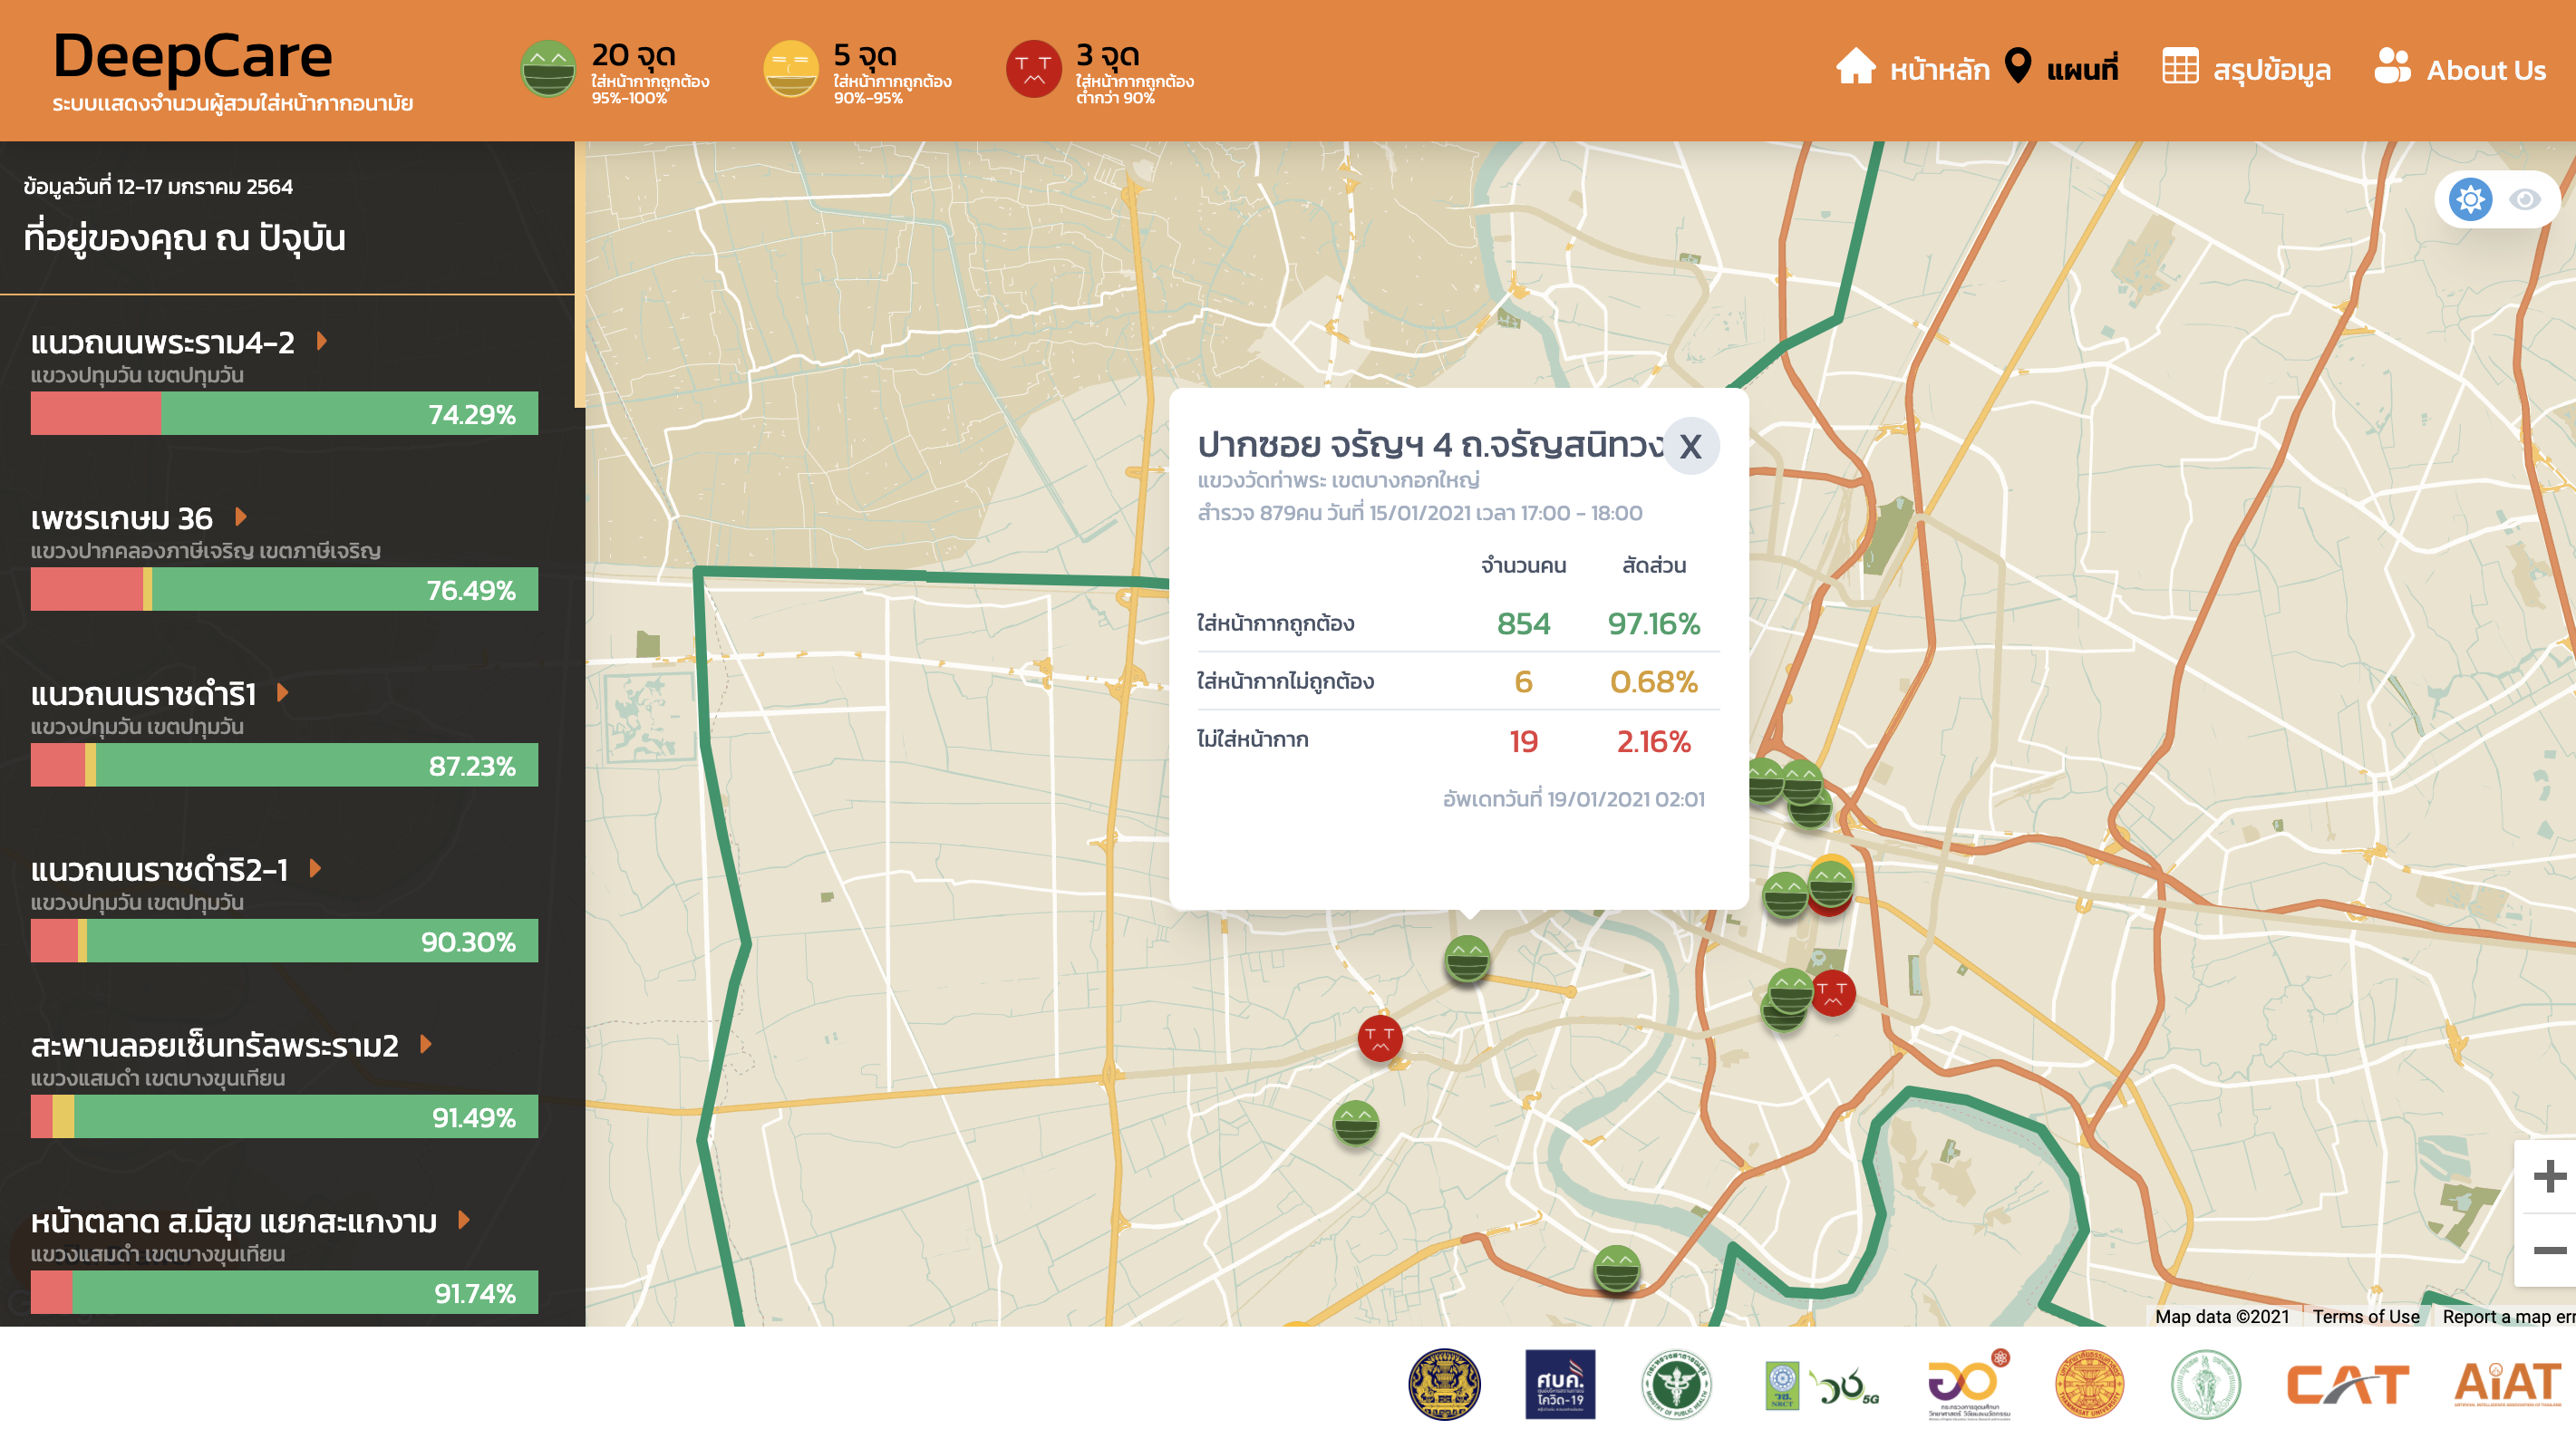 DeepCare
ระบบแสดงจำนวนผู้สวมใส่หน้ากากอนามัย
20 จุด
ใส่หน้ากากถูกต้อง
95%-100%
5 จุด
ใส่หน้ากากถูกต้อง
90%-95%
3 จุด
ใส่หน้ากากถูกต้อง
ต่ำกว่า 90%
หน้าหลัก
แผนที่
สรุปข้อมูล
About Us
ข้อมูลวันที่ 12-17 มกราคม 2564
ที่อยู่ของคุณ ณ ปัจจุบัน
แนวถนนพระราม4-2
แขวงปทุมวัน เขตปทุมวัน
74.29%
เพชรเกษม 36
แขวงปากคลองภาษีเจริญ เขตภาษีเจริญ
76.49%
แนวถนนราชดำริ1
แขวงปทุมวัน เขตปทุมวัน
87.23%
แนวถนนราชดำริ2-1
แขวงปทุมวัน เขตปทุมวัน
90.30%
สะพานลอยเซ็นทรัลพระราม2
แขวงแสมดำ เขตบางขุนเทียน
91.49%
หน้าตลาด ส.มีสุข แยกสะแกงาม
แขวงแสมดำ เขตบางขุนเทียน
91.74%
ปากซอย จรัญฯ 4 ถ.จรัญสนิทวง
X
แขวงวัดท่าพระ เขตบางกอกใหญ่
สำรวจ 879คน วันที่ 15/01/2021 เวลา 17:00 - 18:00
จำนวนคน สัดส่วน
ใส่หน้ากากถูกต้อง 854 97.16%
ใส่หน้ากากไม่ถูกต้อง 6 0.68%
ไม่ใส่หน้ากาก 19 2.16%
อัพเดทวันที่ 19/01/2021 02:01
Map data ©2021
Terms of Use
Report a map err
ศบค.
โควิด-19
วช.
NRCT
5G
CAT
AiAT